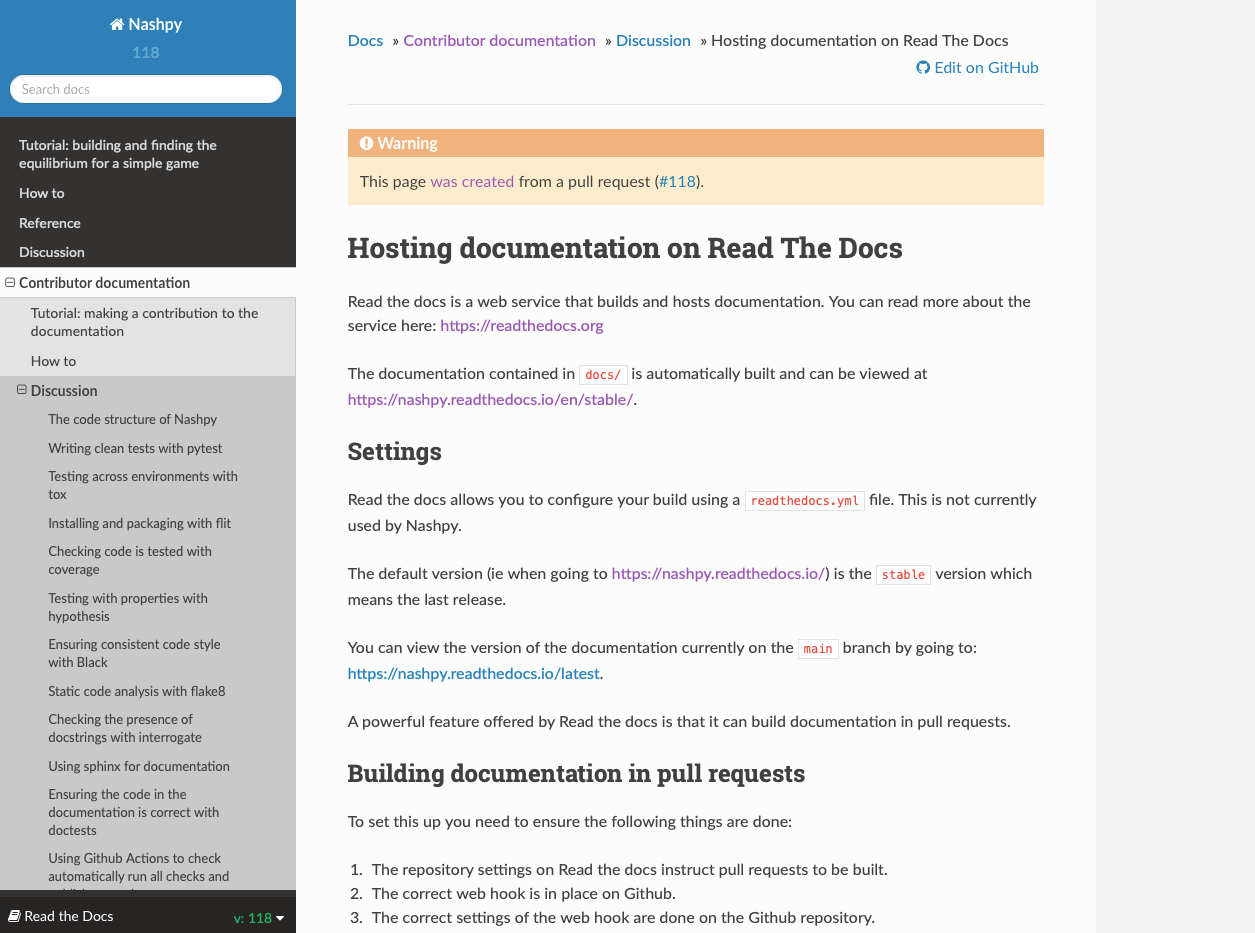 Nashpy
118
Search docs
Tutorial: building and finding the
equilibrium for a simple game
How to
Reference
Discussion
Contributor documentation
Tutorial: making a contribution to the
documentation
How to
Discussion
The code structure of Nashpy
Writing clean tests with pytest
Testing across environments with
tox
Installing and packaging with flit
Checking code is tested with
coverage
Testing with properties with
hypothesis
Ensuring consistent code style
with Black
Static code analysis with flake8
Checking the presence of
docstrings with interrogate
Using sphinx for documentation
Ensuring the code in the
documentation is correct with
doctests
Using Github Actions to check
automatically run all checks and
Read the Docs
v: 118
Docs » Contributor documentation » Discussion » Hosting documentation on Read The Docs
Edit on GitHub
Warning
This page was created from a pull request (#118).
Hosting documentation on Read The Docs
Read the docs is a web service that builds and hosts documentation. You can read more about the
service here: https://readthedocs.org
The documentation contained in docs/ is automatically built and can be viewed at
https://nashpy.readthedocs.io/en/stable/.
Settings
Read the docs allows you to configure your build using a readthedocs.yml file. This is not currently
used by Nashpy.
The default version (ie when going to https://nashpy.readthedocs.io/) is the stable version which
means the last release.
You can view the version of the documentation currently on the main branch by going to:
https://nashpy.readthedocs.io/latest.
A powerful feature offered by Read the docs is that it can build documentation in pull requests.
Building documentation in pull requests
To set this up you need to ensure the following things are done:
1. The repository settings on Read the docs instruct pull requests to be built.
2. The correct web hook is in place on Github.
3. The correct settings of the web hook are done on the Github repository.